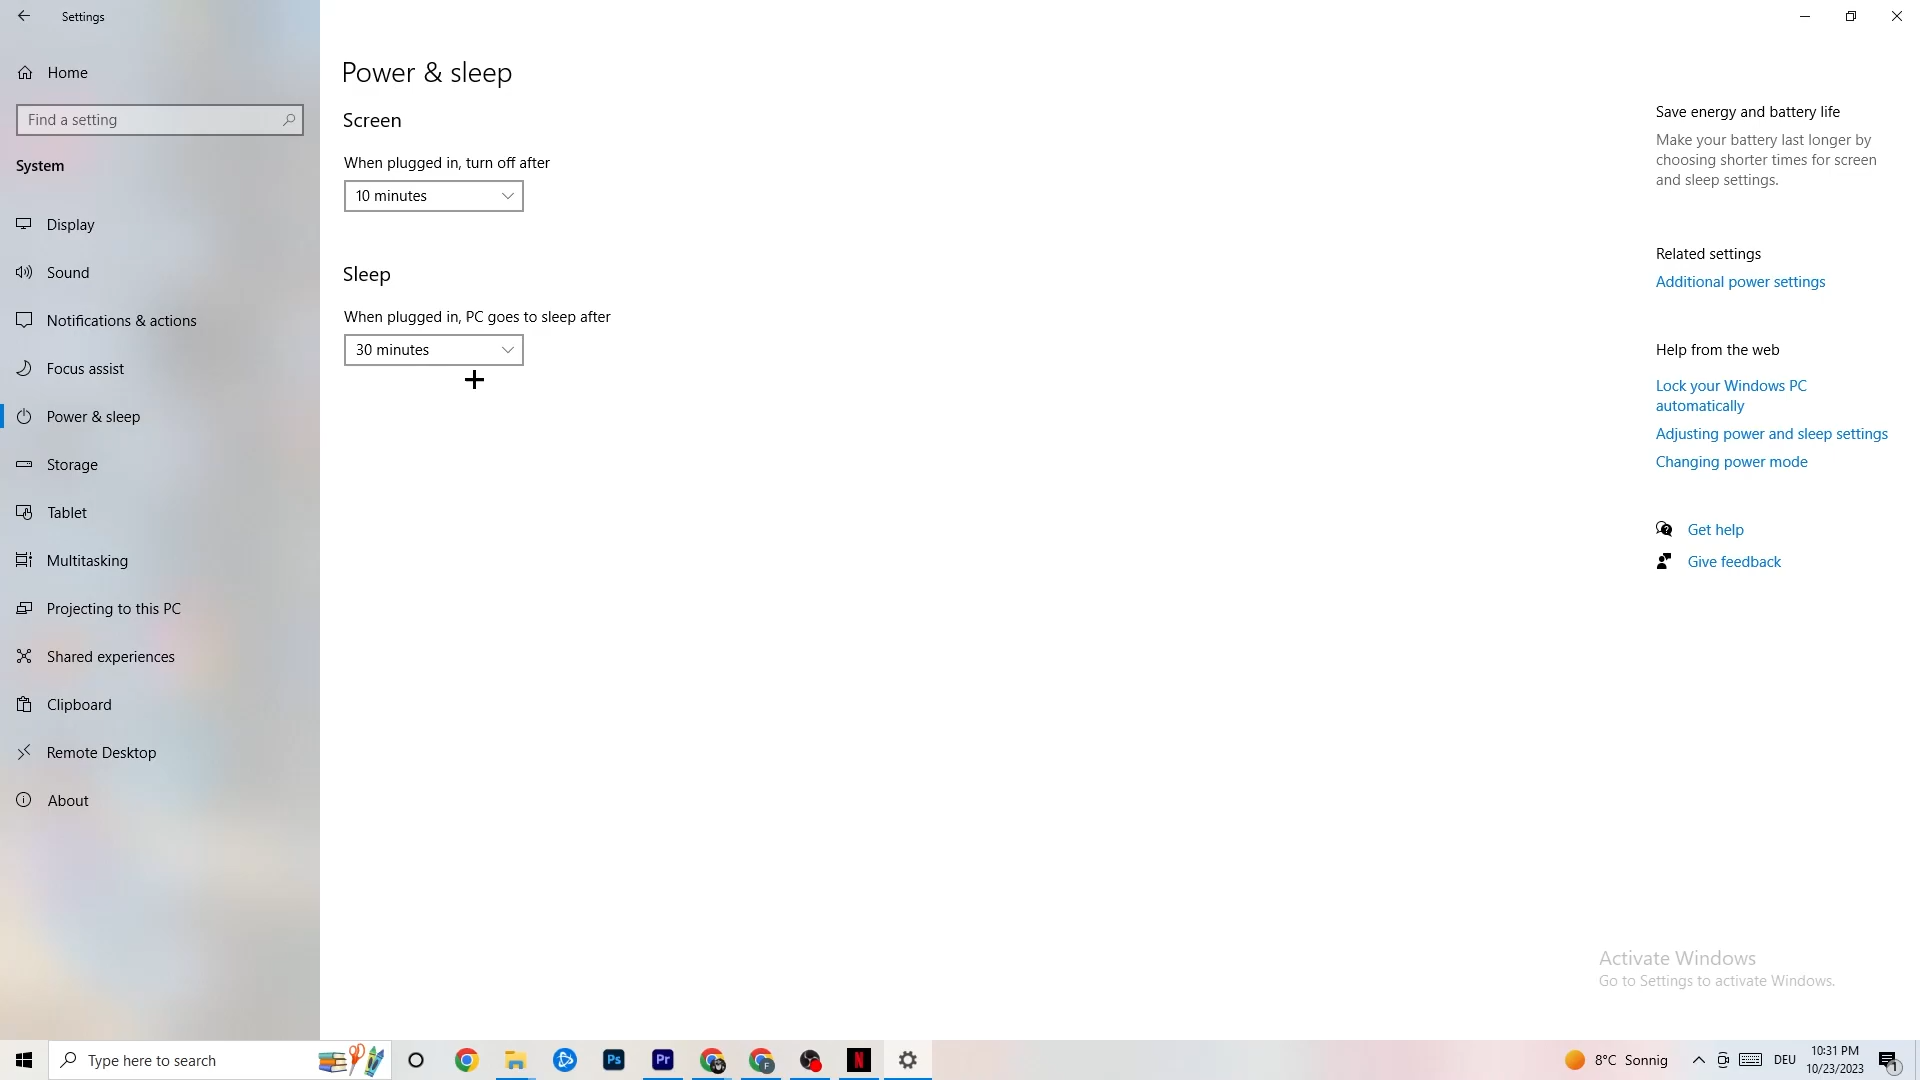 Settings
Home
Find a setting
System
Display
Sound
Notifications & actions
Focus assist
Power & sleep
Storage
Tablet
Multitasking
Projecting to this PC
Shared experiences
Clipboard
Remote Desktop
About
Power & sleep
Screen
When plugged in, turn off after
10 minutes
Sleep
When plugged in, PC goes to sleep after
30 minutes
Save energy and battery life
Make your battery last longer by
choosing shorter times for screen
and sleep settings.
Related settings
Additional power settings
Help from the web
Lock your Windows PC
automatically
Adjusting power and sleep settings
Changing power mode
Get help
Give feedback
Activate Windows
Go to Settings to activate Windows.
Type here to search
Ps
Pr
F
N
8°C Sonnig
DEU
10:31 PM
10/23/2023
1